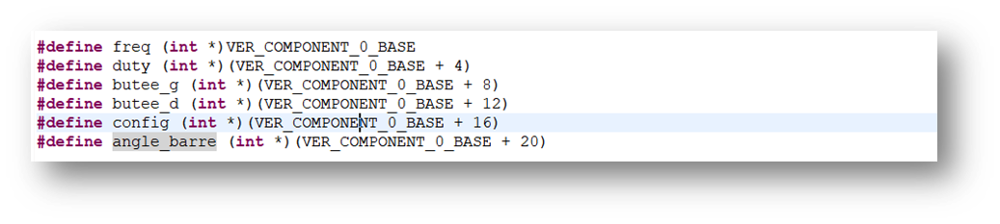 #define freq (int *)VER_COMPONENT_0_BASE
#define duty (int *)(VER_COMPONENT_0_BASE + 4)
#define butee_g (int *)(VER_COMPONENT_0_BASE + 8)
#define butee_d (int *)(VER_COMPONENT_0_BASE + 12)
#define config (int *)(VER_COMPONENT_0_BASE + 16)
#define angle_barre (int *)(VER_COMPONENT_0_BASE + 20)